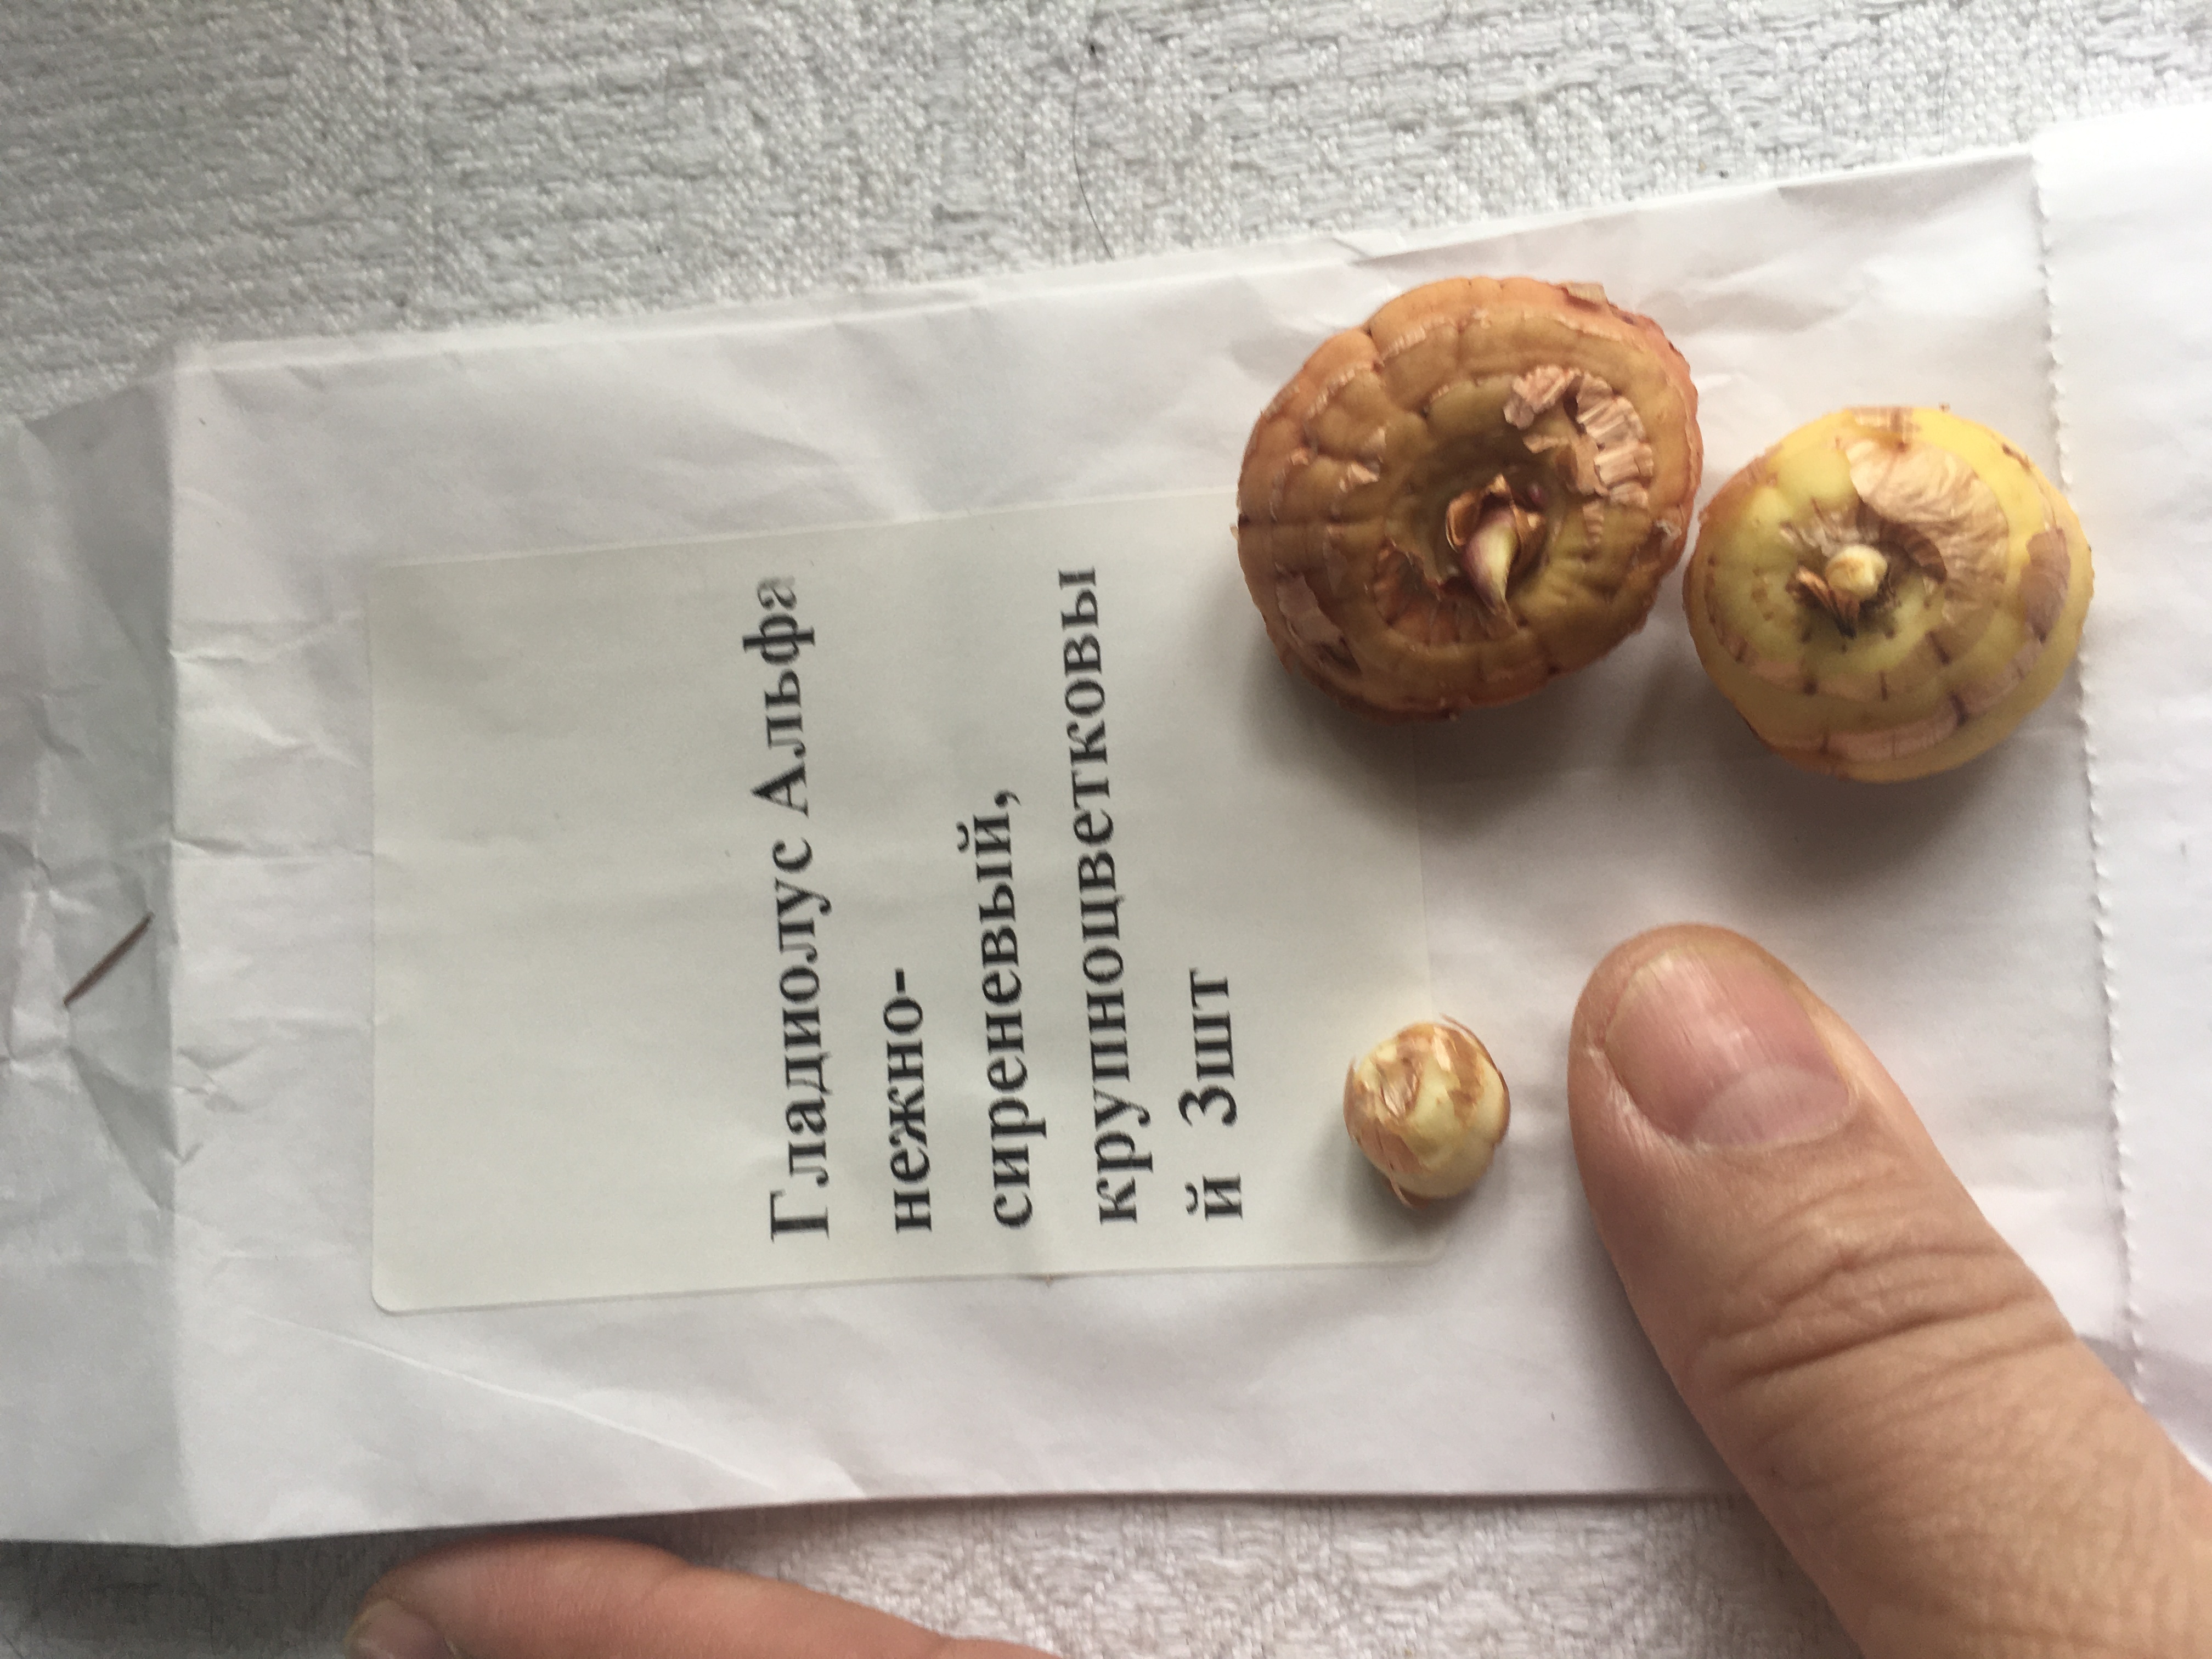 Гладиолус Альфа
нежно-
сиреневый,
крупноцветковы
й 3шт